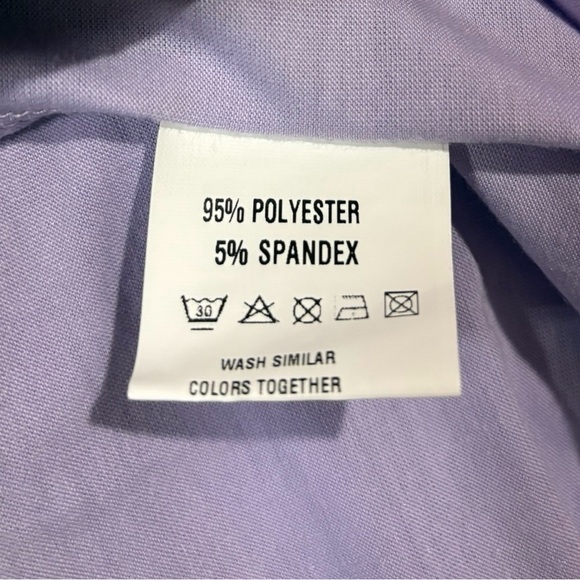 95% POLYESTER
5% SPANDEX
30
WASH SIMILAR
COLORS TOGETHER